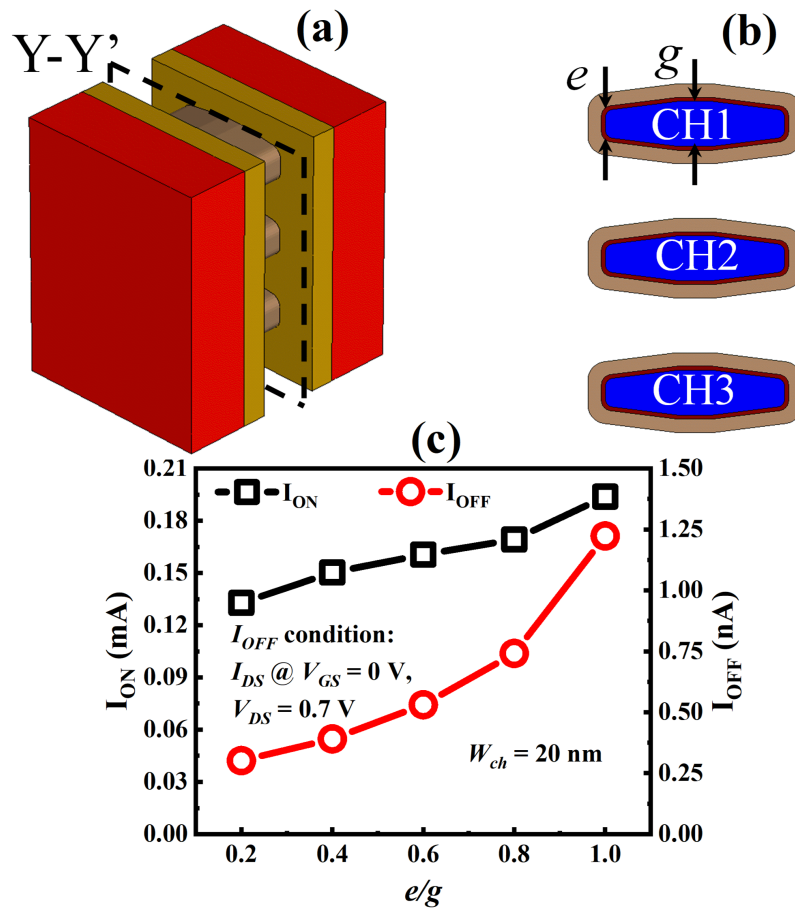 (a)
Y-Y’
(b)
e
g
CH1
CH2
CH3
(c)
I_ON
I_OFF
I_ON (mA)
0.21
0.18
0.15
0.12
0.09
0.06
0.03
0.00
I_OFF condition:
I_DS @ V_GS = 0 V,
V_DS = 0.7 V
W_ch = 20 nm
1.50
1.25
1.00
0.75
0.50
0.25
0.00
I_OFF (nA)
0.2 0.4 0.6 0.8 1.0
e/g